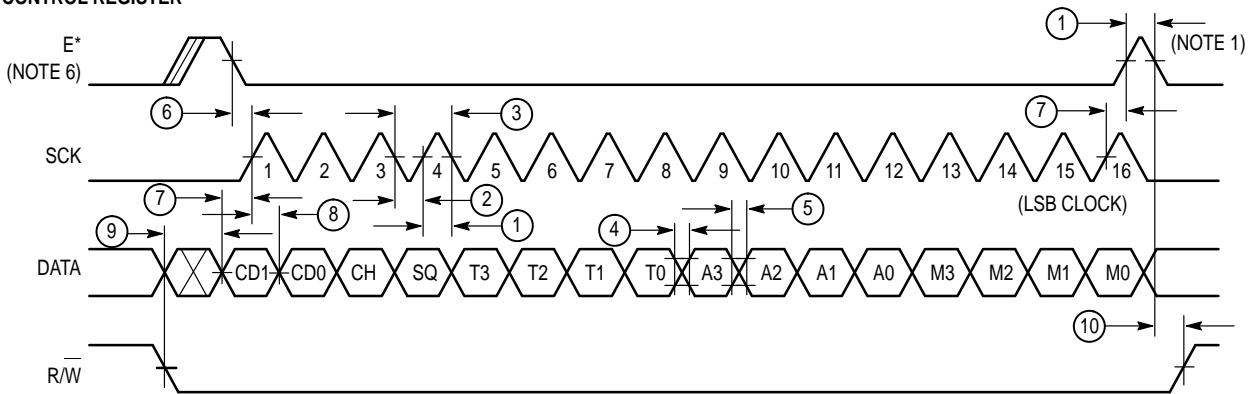 CONTROL REGISTER
E*
(NOTE 6)
1
(NOTE 1)
6
3
7
SCK
1 2 3 4 5 6 7 8 9 10 11 12 13 14 15 16
(LSB CLOCK)
7
8
2
1
5
9
4
DATA
CD1 CD0 CH SQ T3 T2 T1 T0 A3 A2 A1 A0 M3 M2 M1 M0
10
R/W̅